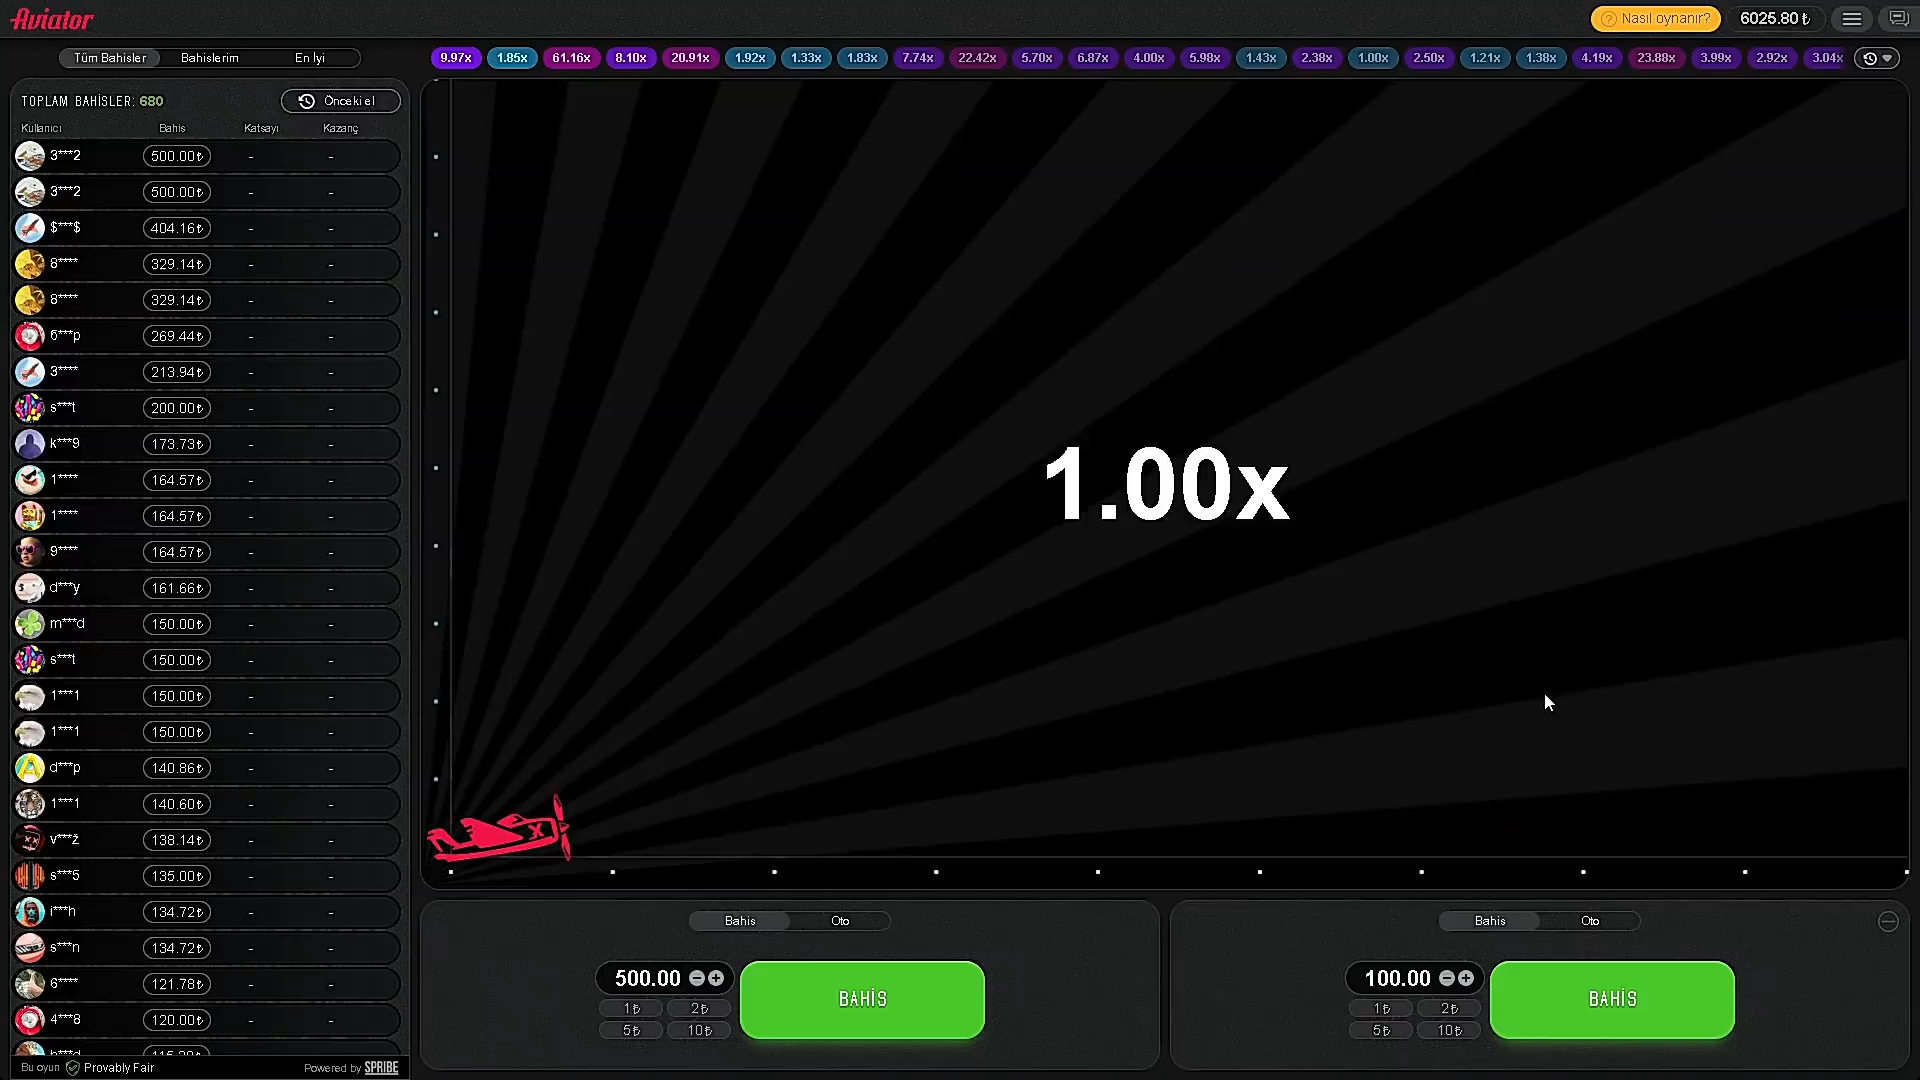 Aviator
Nasıl oynanır?
6025.80₺
Tüm Bahisler Bahislerim En İyi
9.97x 1.85x 61.16x 8.10x 20.91x 1.92x 1.33x 1.83x 7.74x 22.42x 5.70x 6.87x 4.00x 5.98x 1.43x 2.38x 1.00x 2.50x 1.21x 1.38x 4.19x 23.88x 3.99x 2.92x 3.04x
TOPLAM BAHİSLER: 680
Önceki el
Kullanıcı Bahis Katsayı Kazanç
3***2 500.00₺ - -
3***2 500.00₺ - -
$***$ 404.16₺ - -
8**** 329.14₺ - -
8**** 329.14₺ - -
6***p 269.44₺ - -
3**** 213.94₺ - -
s***t 200.00₺ - -
k***9 173.73₺ - -
1**** 164.57₺ - -
1**** 164.57₺ - -
9**** 164.57₺ - -
d***y 161.66₺ - -
m***d 150.00₺ - -
s***t 150.00₺ - -
1***1 150.00₺ - -
1***1 150.00₺ - -
d***p 140.86₺ - -
1***1 140.60₺ - -
v***ž 138.14₺ - -
s***5 135.00₺ - -
i***h 134.72₺ - -
s***n 134.72₺ - -
6**** 121.78₺ - -
4***8 120.00₺ - -
Bu oyun Provably Fair Powered by SPRIBE
1.00x
X
Bahis Oto
500.00
1₺ 2₺
5₺ 10₺
BAHİS
Bahis Oto
100.00
1₺ 2₺
5₺ 10₺
BAHİS